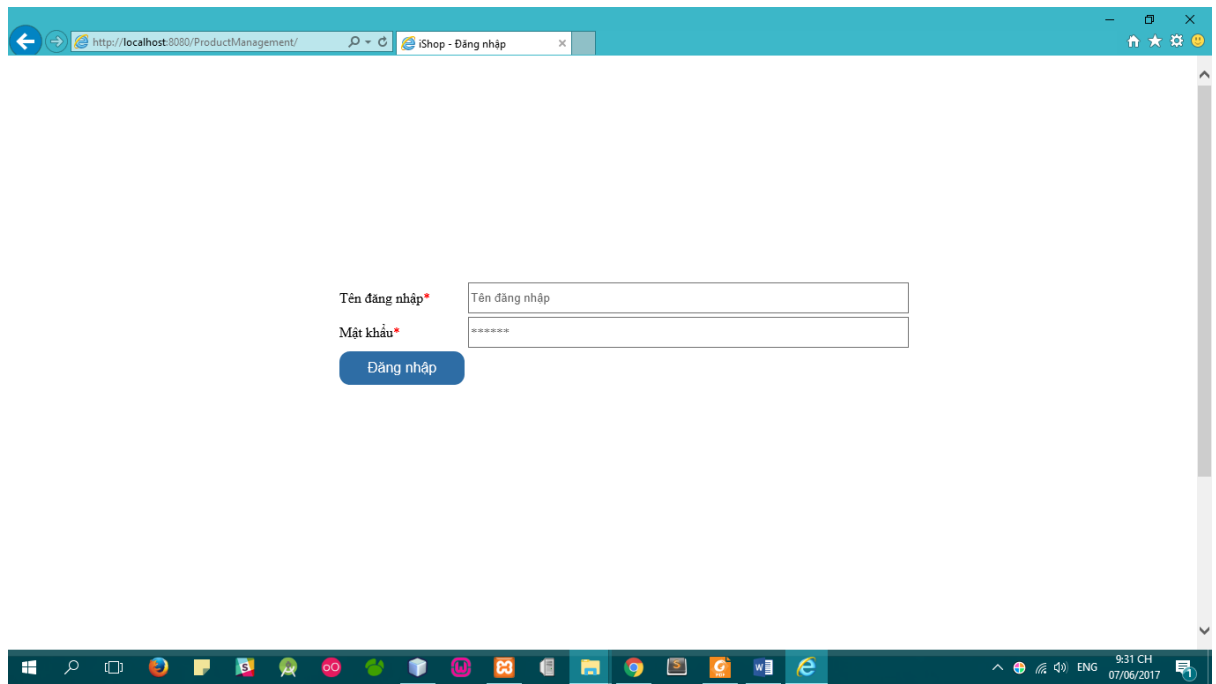 http://localhost:8080/ProductManagement/
iShop - Đăng nhập
Tên đăng nhập*
Tên đăng nhập
Mật khẩu*
******
Đăng nhập
ENG
9:31 CH
07/06/2017